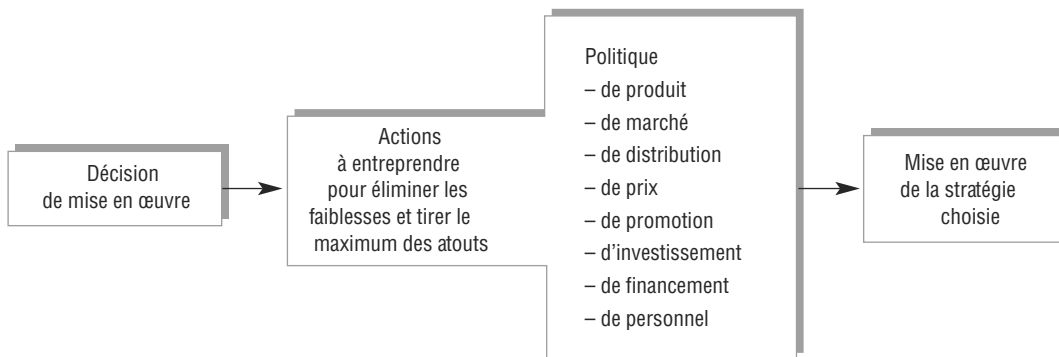 Décision
de mise en œuvre
Actions
à entreprendre
pour éliminer les
faiblesses et tirer le
maximum des atouts
Politique
– de produit
– de marché
– de distribution
– de prix
– de promotion
– d’investissement
– de financement
– de personnel
Mise en œuvre
de la stratégie
choisie